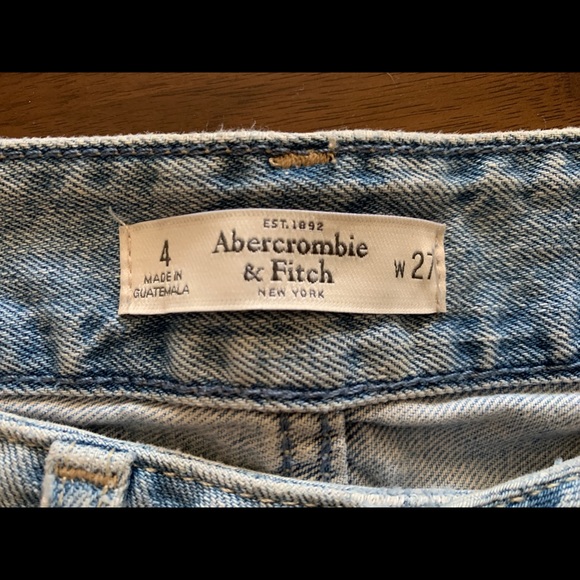 EST.1892
4
Abercrombie
& Fitch
W 27
MADE IN
GUATEMALA
NEW YORK